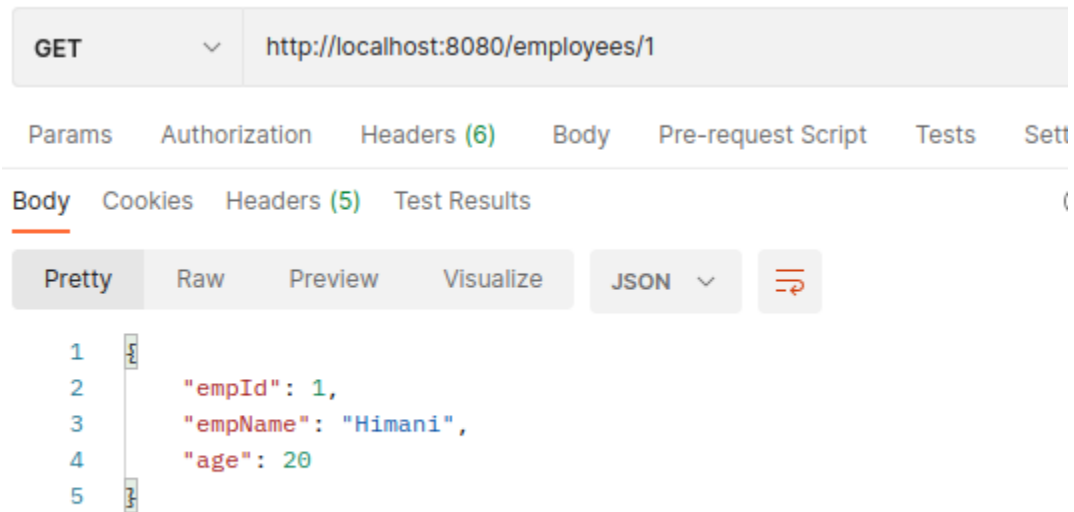 GET http://localhost:8080/employees/1
Params Authorization Headers (6) Body Pre-request Script Tests Sett
Body Cookies Headers (5) Test Results
Pretty Raw Preview Visualize JSON
1 {
2 "empId": 1,
3 "empName": "Himani",
4 "age": 20
5 }